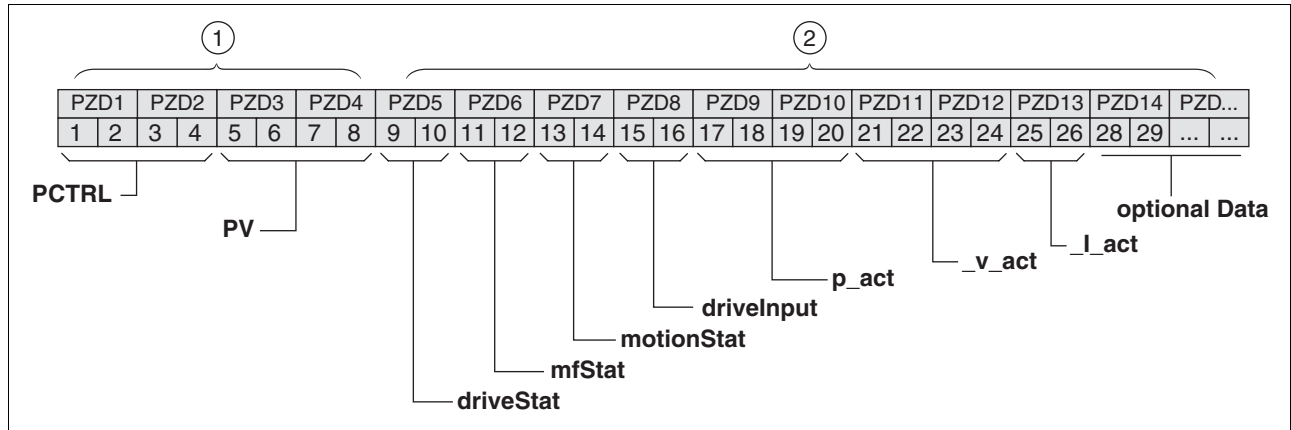 1 2
PZD1 PZD2 PZD3 PZD4 PZD5 PZD6 PZD7 PZD8 PZD9 PZD10 PZD11 PZD12 PZD13 PZD14 PZD...
1 2 3 4 5 6 7 8 9 10 11 12 13 14 15 16 17 18 19 20 21 22 23 24 25 26 28 29 ... ...
PCTRL
optional Data
PV
_I_act
_v_act
p_act
driveInput
motionStat
mfStat
driveStat